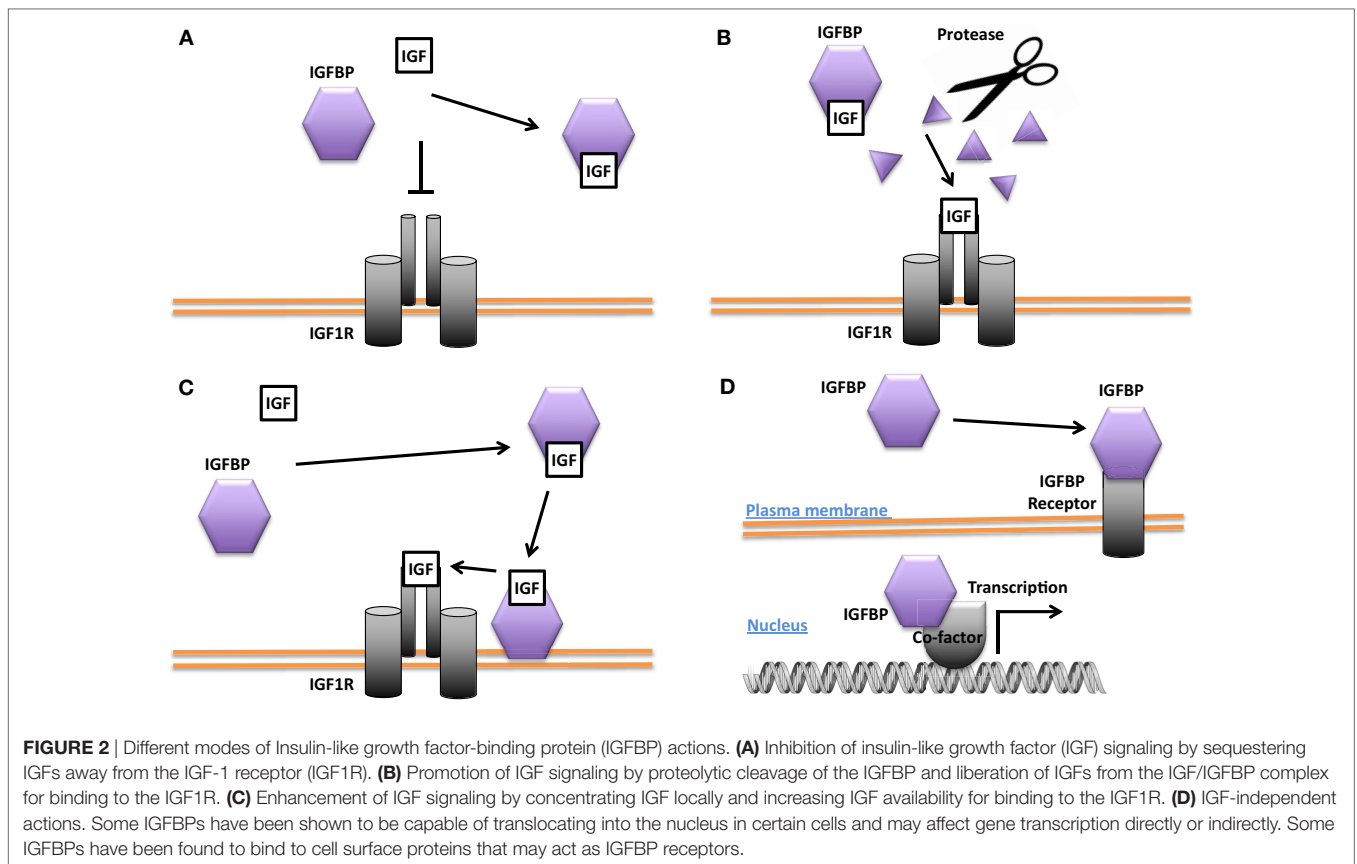 A
IGF
IGFBP
IGF
IGF1R
B
IGFBP
Protease
IGF
IGF
IGF1R
C
IGF
IGF
IGFBP
IGF
IGF
IGF1R
D
IGFBP
IGFBP
IGFBP
Receptor
Plasma membrane
Transcription
IGFBP
Nucleus
Co-factor
FIGURE 2 | Different modes of Insulin-like growth factor-binding protein (IGFBP) actions. (A) Inhibition of insulin-like growth factor (IGF) signaling by sequestering
IGFs away from the IGF-1 receptor (IGF1R). (B) Promotion of IGF signaling by proteolytic cleavage of the IGFBP and liberation of IGFs from the IGF/IGFBP complex
for binding to the IGF1R. (C) Enhancement of IGF signaling by concentrating IGF locally and increasing IGF availability for binding to the IGF1R. (D) IGF-independent
actions. Some IGFBPs have been shown to be capable of translocating into the nucleus in certain cells and may affect gene transcription directly or indirectly. Some
IGFBPs have been found to bind to cell surface proteins that may act as IGFBP receptors.